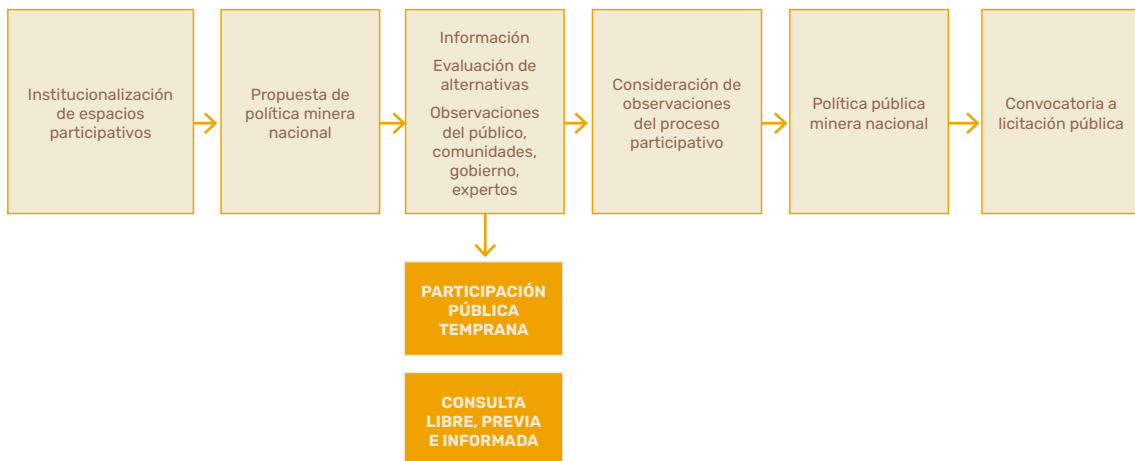 Institucionalización
de espacios
participativos
Propuesta de
política minera
nacional
Información
Evaluación de
alternativas
Observaciones
del público,
comunidades,
gobierno,
expertos
Consideración de
observaciones
del proceso
participativo
Política pública
minera nacional
Convocatoria a
licitación pública
PARTICIPACIÓN
PÚBLICA
TEMPRANA
CONSULTA
LIBRE, PREVIA
E INFORMADA